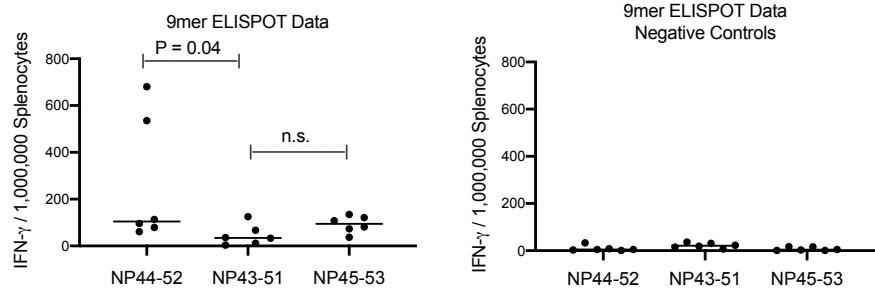 9mer ELISPOT Data
P = 0.04
n.s.
IFN-γ / 1,000,000 Splenocytes
800
600
400
200
0
NP44-52 NP43-51 NP45-53
9mer ELISPOT Data
Negative Controls
IFN-γ / 1,000,000 Splenocytes
800
600
400
200
0
NP44-52 NP43-51 NP45-53